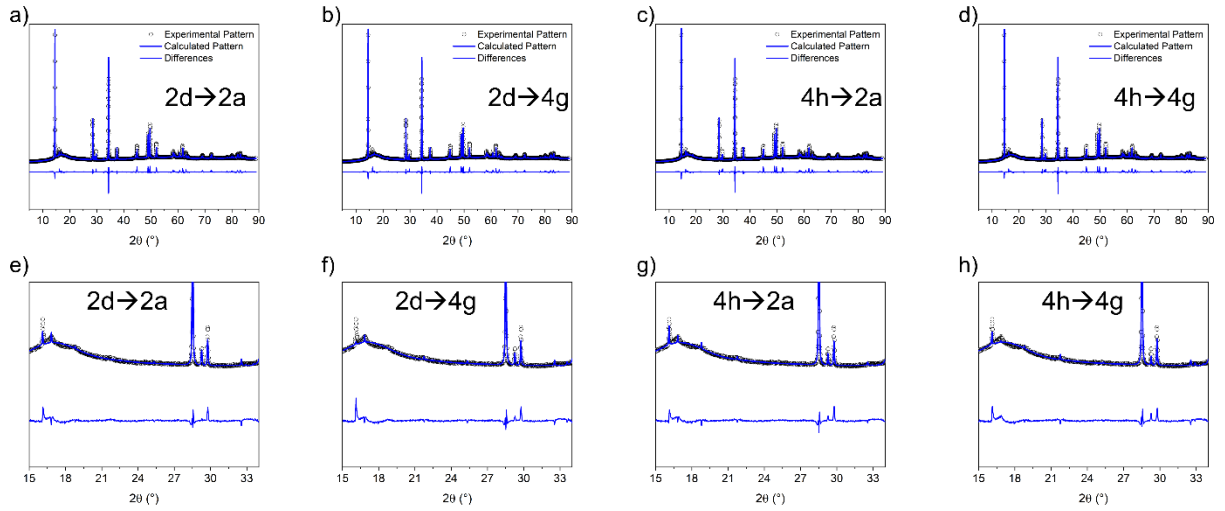 a)
Experimental Pattern
Calculated Pattern
Differences
2d→2a
10 20 30 40 50 60 70 80 90
2θ (°)
b)
Experimental Pattern
Calculated Pattern
Differences
2d→4g
10 20 30 40 50 60 70 80 90
2θ (°)
c)
Experimental Pattern
Calculated Pattern
Differences
4h→2a
10 20 30 40 50 60 70 80 90
2θ (°)
d)
Experimental Pattern
Calculated Pattern
Differences
4h→4g
10 20 30 40 50 60 70 80 90
2θ (°)
e)
2d→2a
15 18 21 24 27 30 33
2θ (°)
f)
2d→4g
15 18 21 24 27 30 33
2θ (°)
g)
4h→2a
15 18 21 24 27 30 33
2θ (°)
h)
4h→4g
15 18 21 24 27 30 33
2θ (°)